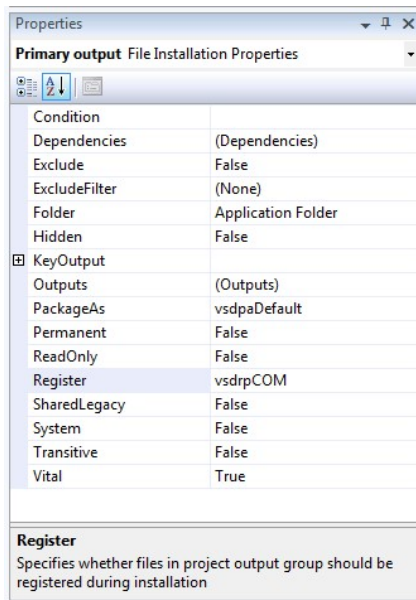 Properties
Primary output File Installation Properties
Condition
Dependencies (Dependencies)
Exclude False
ExcludeFilter (None)
Folder Application Folder
Hidden False
KeyOutput
Outputs (Outputs)
PackageAs vsdpaDefault
Permanent False
ReadOnly False
Register vsdrpCOM
SharedLegacy False
System False
Transitive False
Vital True
Register
Specifies whether files in project output group should be
registered during installation